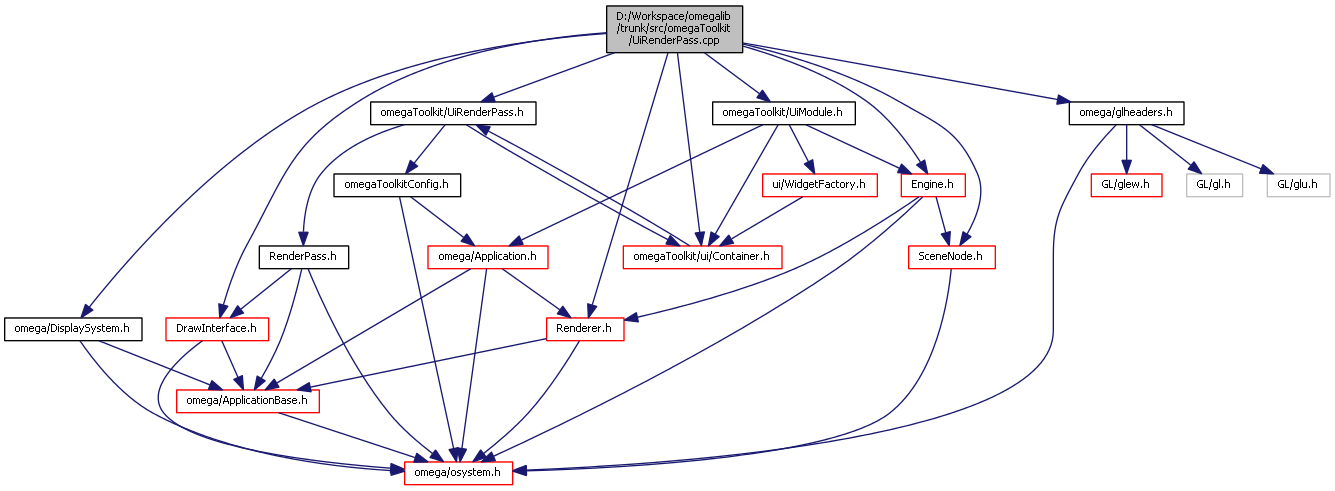 D:/Workspace/omegalib
/trunk/src/omegaToolkit
/UiRenderPass.cpp
omegaToolkit/UiRenderPass.h
omegaToolkit/UiModule.h
omega/glheaders.h
omegaToolkitConfig.h
ui/WidgetFactory.h
Engine.h
GL/glew.h
GL/gl.h
GL/glu.h
RenderPass.h
omega/Application.h
omegaToolkit/ui/Container.h
SceneNode.h
omega/DisplaySystem.h
DrawInterface.h
Renderer.h
omega/ApplicationBase.h
omega/osystem.h